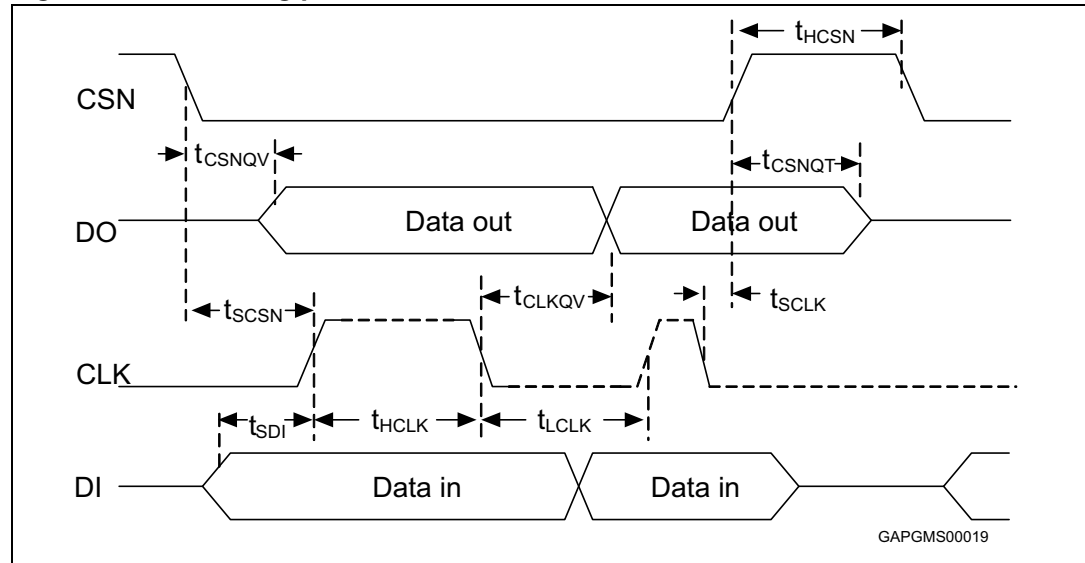 tHCSN
CSN
tCSNQV
tCSNQT
DO
Data out
Data out
tSCSN
tCLKQV
tSCLK
CLK
tSDI
tHCLK
tLCLK
DI
Data in
Data in
GAPGMS00019